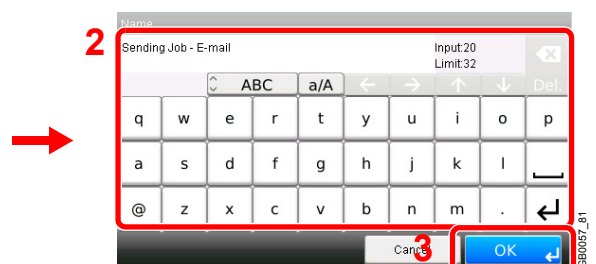 Name
2
Sending Job - E-mail
Input:20
Limit:32
ABC a/A Del.
q w e r t y u i o p
a s d f g h j k l
@ z x c v b n m .
Cancel 3 OK
GB0057_81